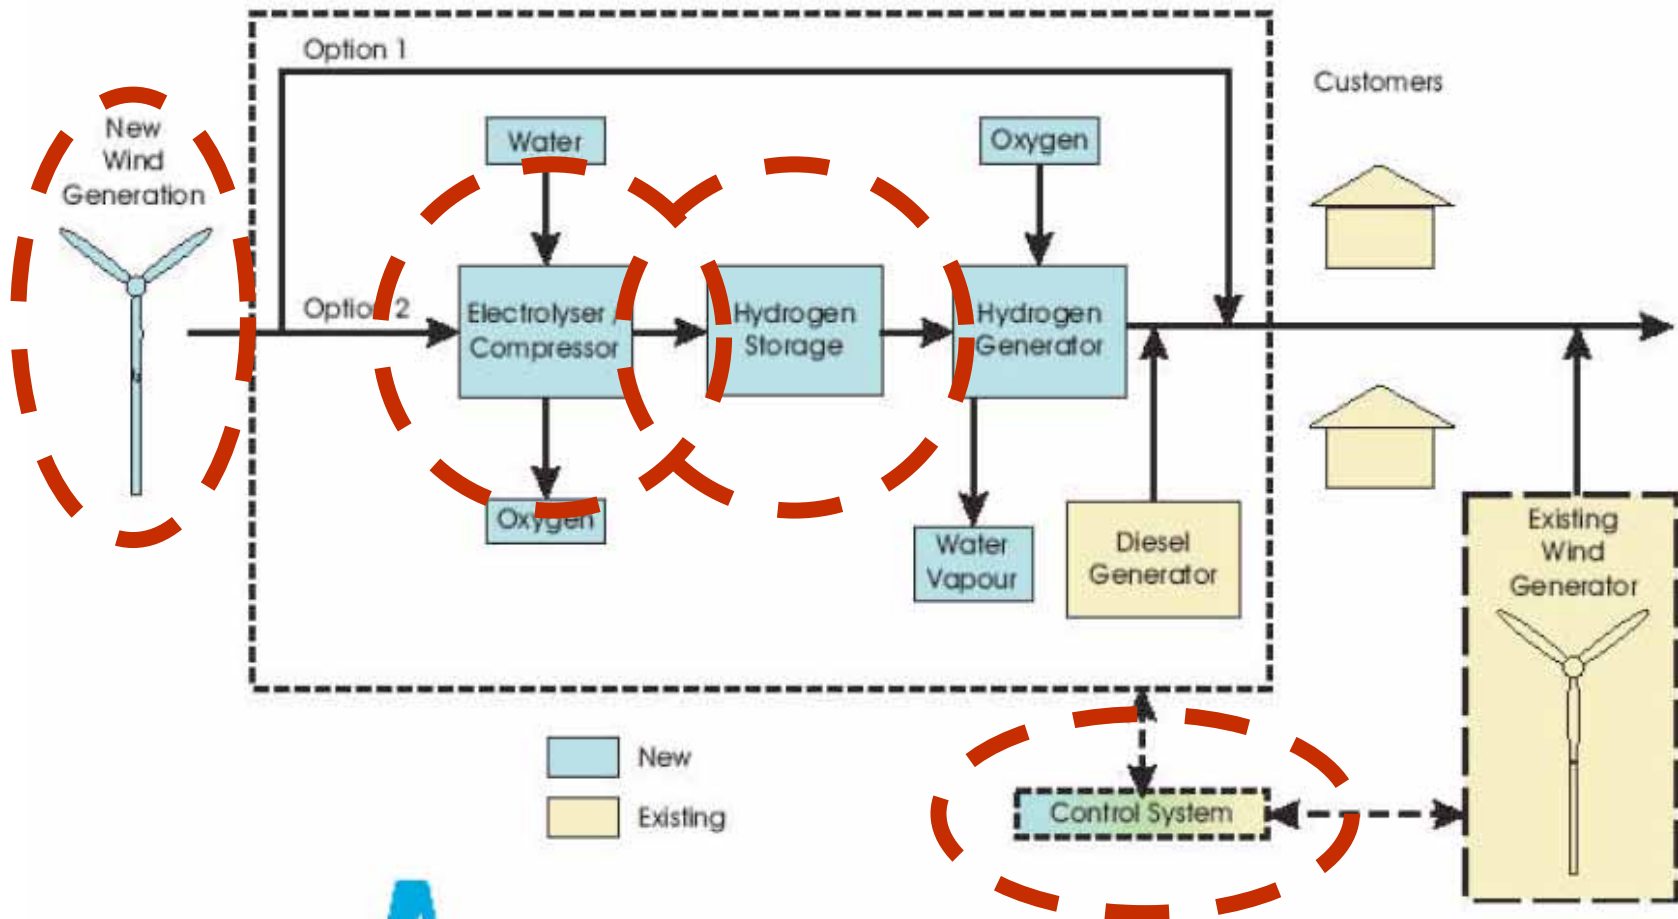 Option 1
Customers
New
Wind
Generation
Water
Oxygen
Option 2
Electrolyser /
Compressor
Hydrogen
Storage
Hydrogen
Generator
Oxygen
Water
Vapour
Diesel
Generator
Existing
Wind
Generator
New
Existing
Control System